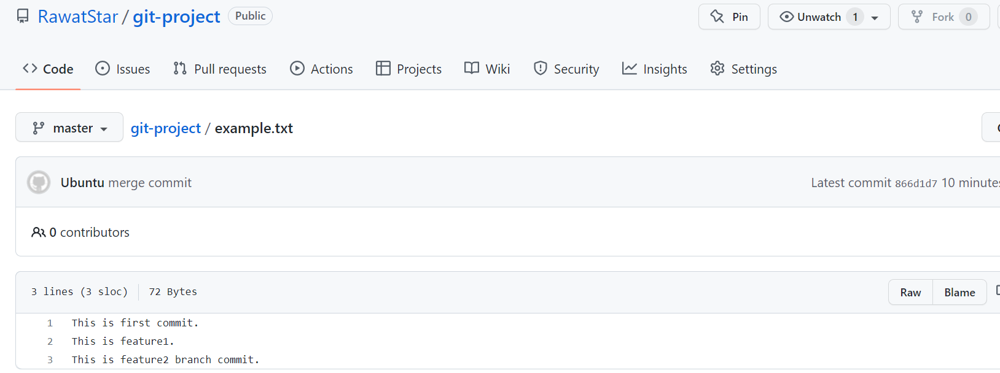 RawatStar / git-project Public Pin Unwatch 1 Fork 0
Code Issues Pull requests Actions Projects Wiki Security Insights Settings
master git-project / example.txt
Ubuntu merge commit Latest commit 866d1d7 10 minutes
0 contributors
3 lines (3 sloc) 72 Bytes Raw Blame
1 This is first commit.
2 This is feature1.
3 This is feature2 branch commit.